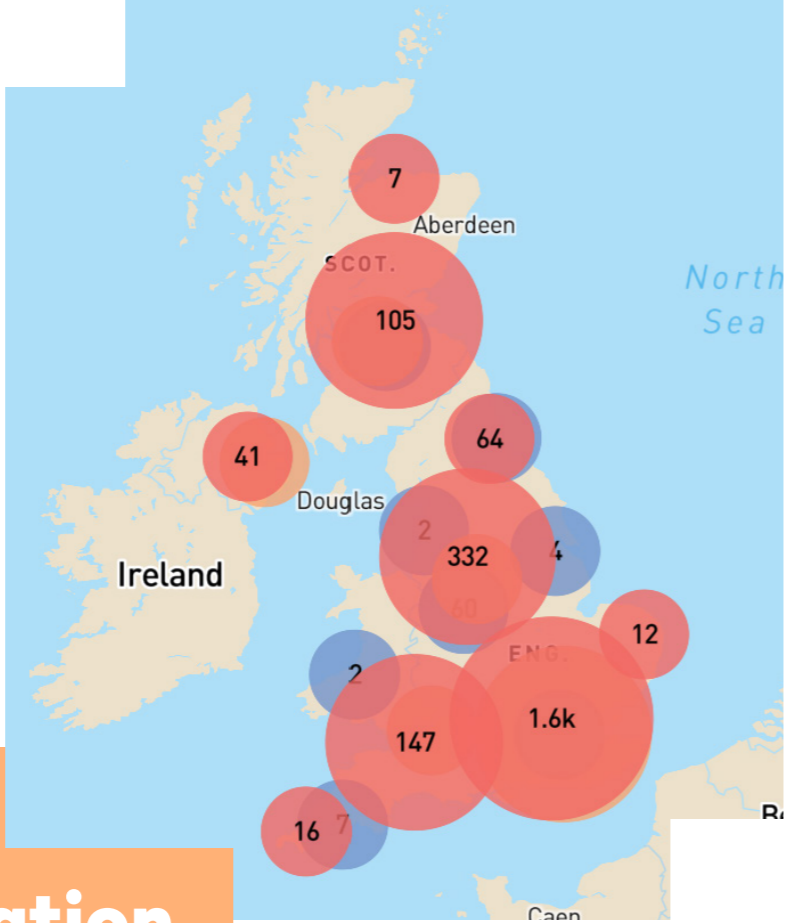 7
Aberdeen
SCOT.
North
Sea
105
64
41
Douglas
2
332
4
Ireland
60
12
ENG.
2
1.6k
147
16
7
Caen